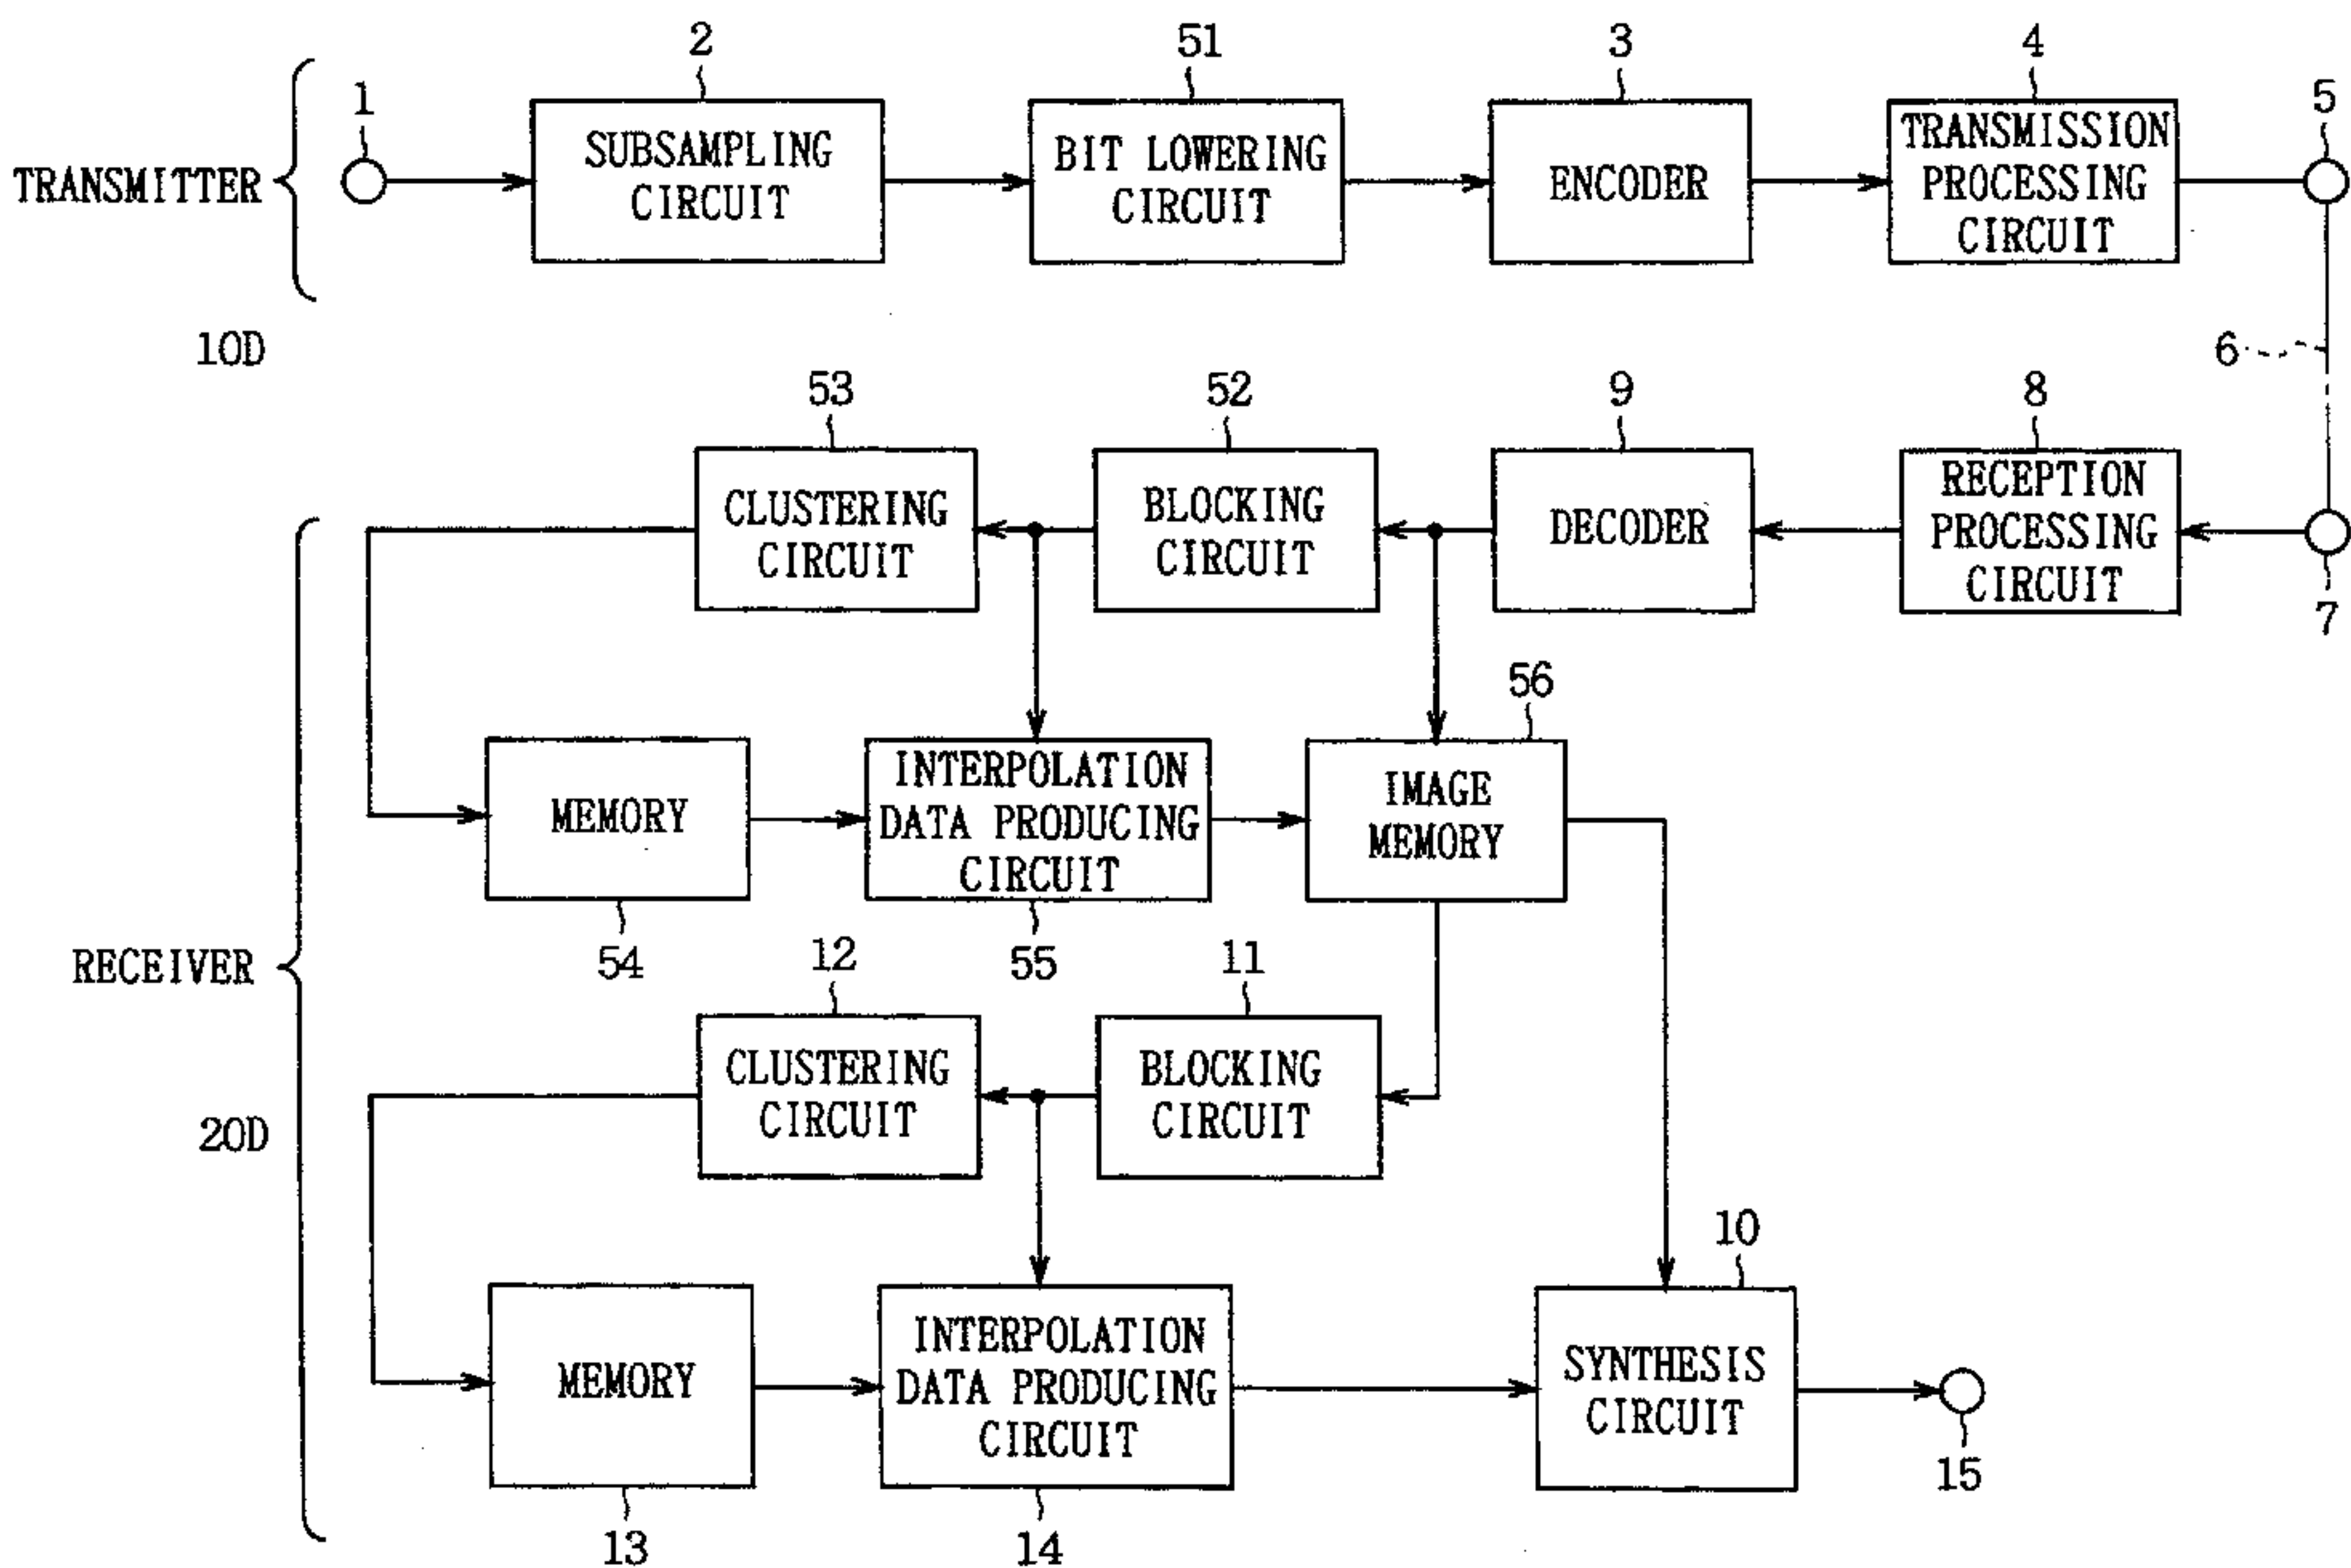 2
51
3
4
1
5
TRANSMITTER
SUBSAMPLING
CIRCUIT
BIT LOWERING
CIRCUIT
ENCODER
TRANSMISSION
PROCESSING
CIRCUIT
10D
6
53
52
9
8
CLUSTERING
CIRCUIT
BLOCKING
CIRCUIT
DECODER
RECEPTION
PROCESSING
CIRCUIT
7
56
MEMORY
INTERPOLATION
DATA PRODUCING
CIRCUIT
IMAGE
MEMORY
54
55
RECEIVER
12
11
CLUSTERING
CIRCUIT
BLOCKING
CIRCUIT
20D
10
MEMORY
INTERPOLATION
DATA PRODUCING
CIRCUIT
SYNTHESIS
CIRCUIT
15
13
14